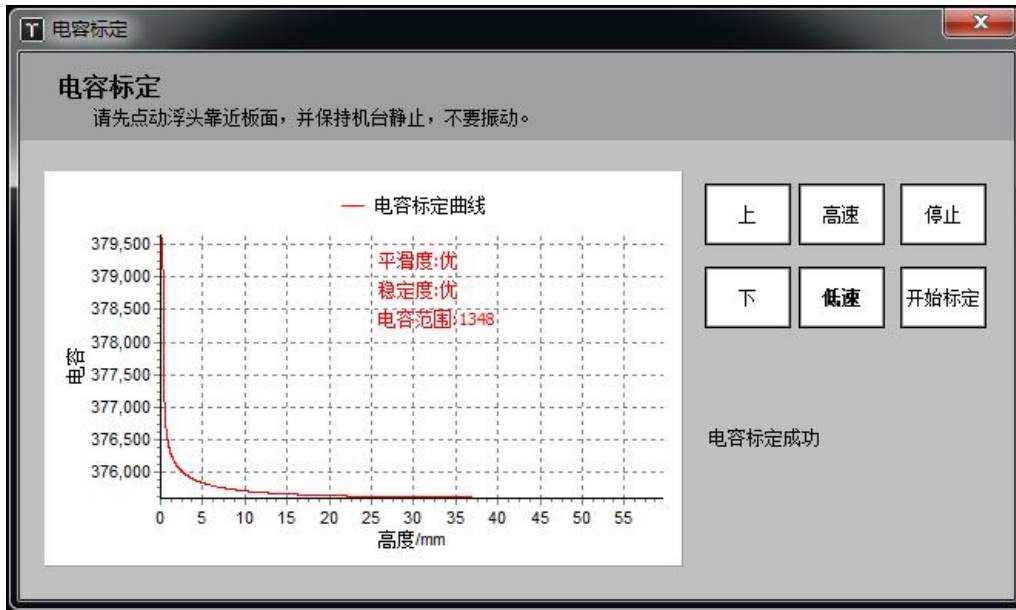 电容标定
电容标定
请先点动浮头靠近板面，并保持机台静止，不要振动。
电容标定曲线
平滑度:优
稳定度:优
电容范围:1348
379,500
379,000
378,500
378,000
377,500
377,000
376,500
376,000
电容
0 5 10 15 20 25 30 35 40 45 50 55
高度/mm
上 高速 停止
下 低速 开始标定
电容标定成功